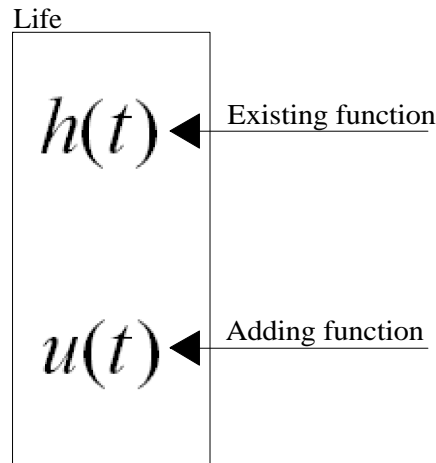 Life
h(t) Existing function
u(t) Adding function